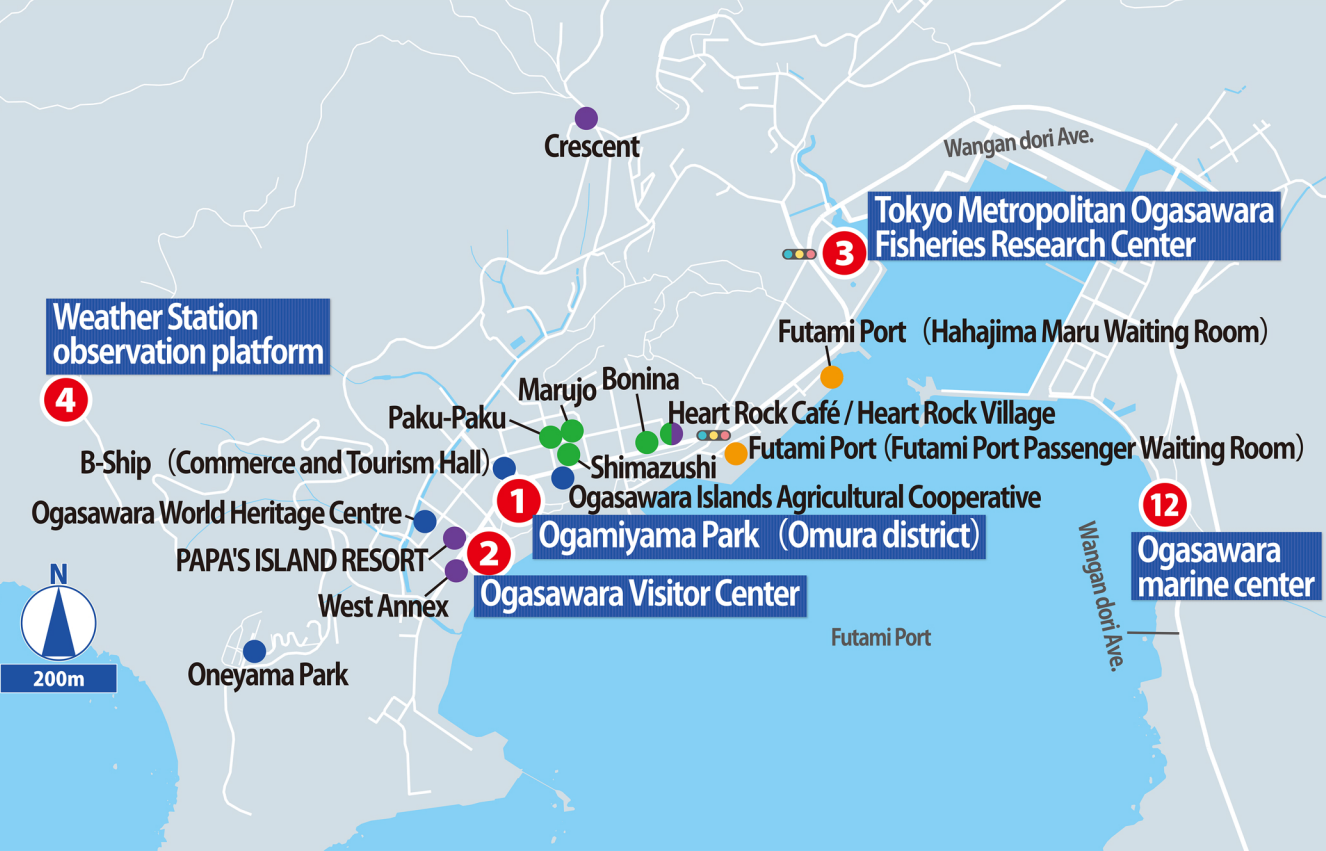 Crescent
Wangan dori Ave.
Tokyo Metropolitan Ogasawara
Fisheries Research Center
3
Weather Station
observation platform
4
Futami Port（Hahajima Maru Waiting Room）
Marujo
Bonina
Paku-Paku
Heart Rock Café / Heart Rock Village
Futami Port（Futami Port Passenger Waiting Room）
B-Ship（Commerce and Tourism Hall）
Shimazushi
Ogasawara Islands Agricultural Cooperative
1
Ogamiyama Park（Omura district）
Ogasawara World Heritage Centre
PAPA'S ISLAND RESORT
2
Ogasawara Visitor Center
West Annex
12
Ogasawara
marine center
Wangan dori Ave.
Futami Port
N
200m
Oneyama Park